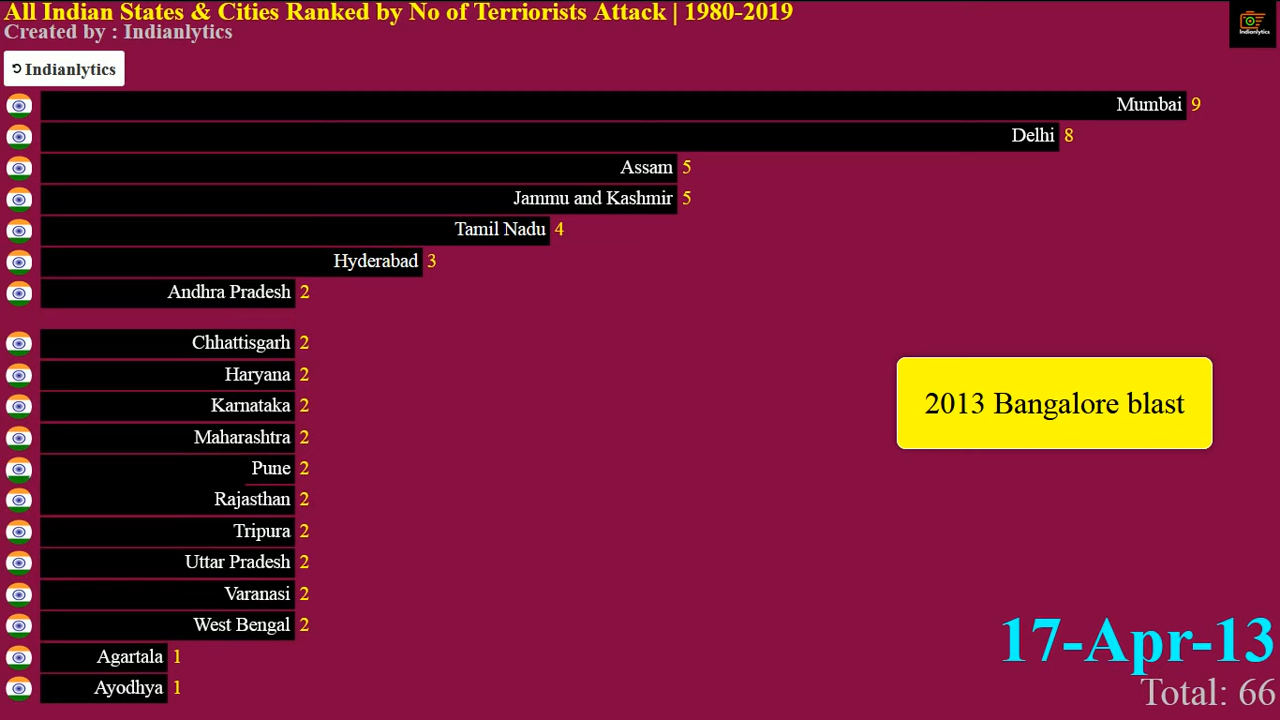 All Indian States & Cities Ranked by No of Terriorists Attack | 1980-2019
Created by : Indianlytics
Indianlytics
Indianlytics
Mumbai 9
Delhi 8
Assam 5
Jammu and Kashmir 5
Tamil Nadu 4
Hyderabad 3
Andhra Pradesh 2
Chhattisgarh 2
Haryana 2
Karnataka 2
Maharashtra 2
Pune 2
Rajasthan 2
Tripura 2
Uttar Pradesh 2
Varanasi 2
West Bengal 2
Agartala 1
Ayodhya 1
2013 Bangalore blast
17-Apr-13
Total: 66